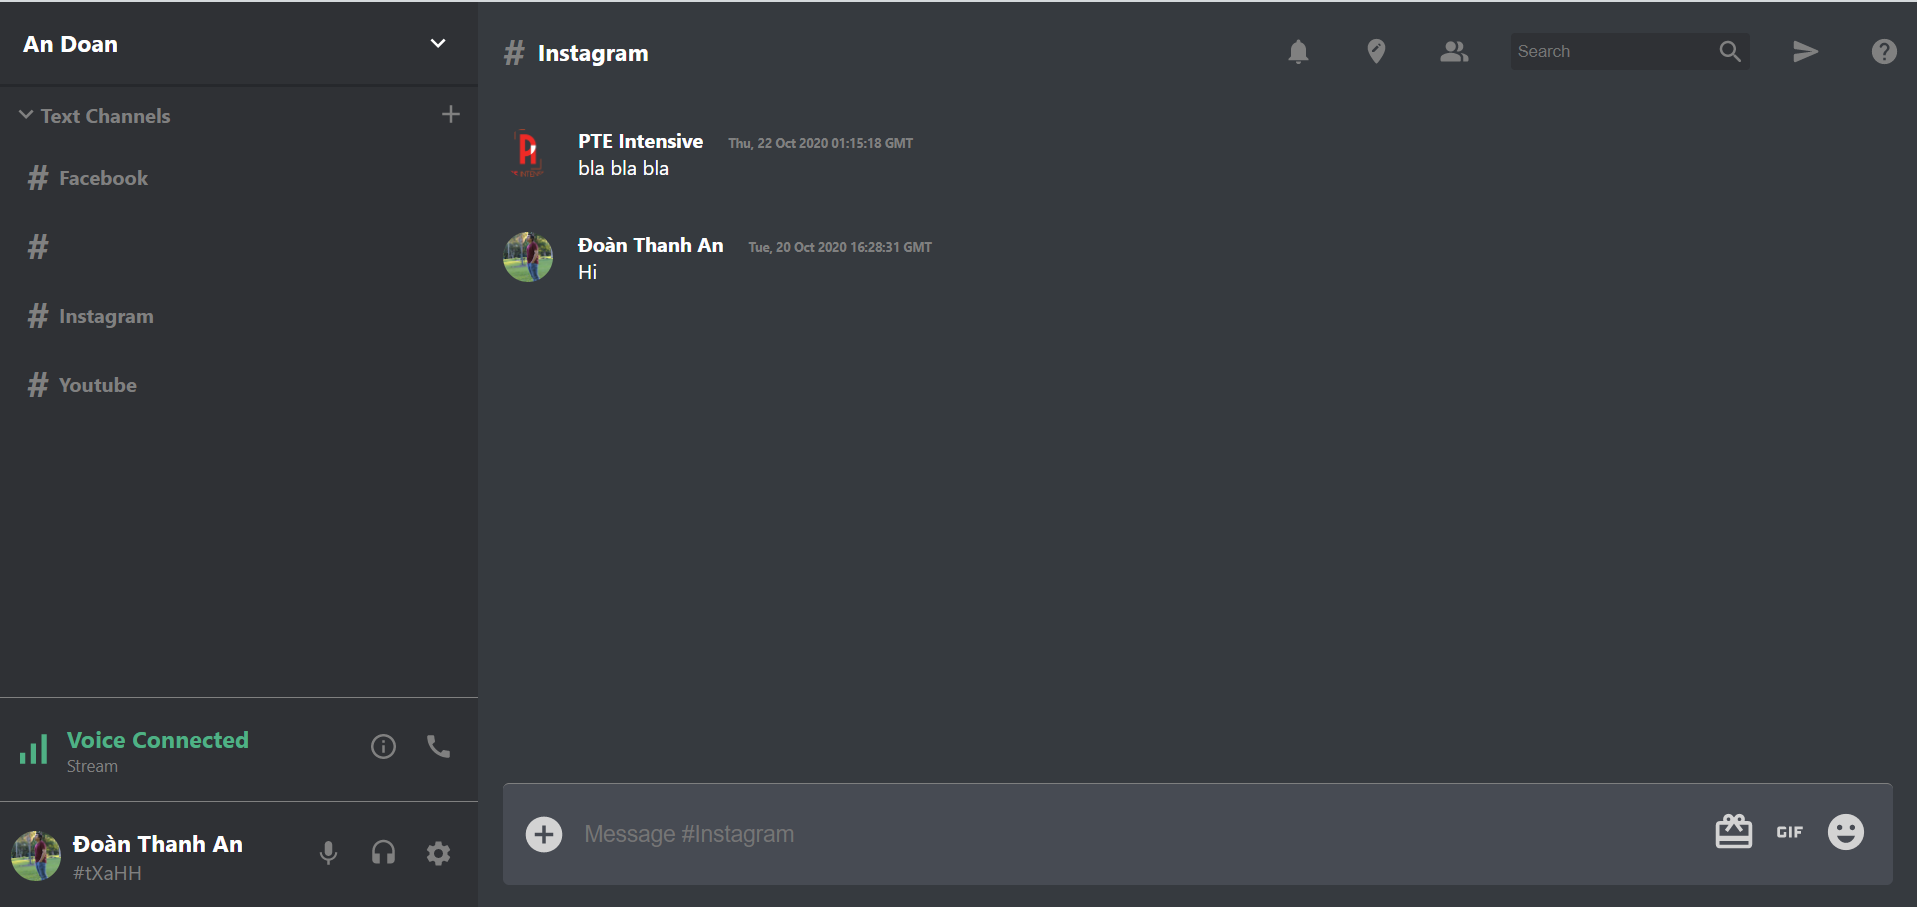 An Doan
Text Channels
# Facebook
#
# Instagram
# Youtube
Voice Connected
Stream
Đoàn Thanh An
#tXaHH
# Instagram
Search
PTE Intensive Thu, 22 Oct 2020 01:15:18 GMT
bla bla bla
Đoàn Thanh An Tue, 20 Oct 2020 16:28:31 GMT
Hi
Message #Instagram
GIF